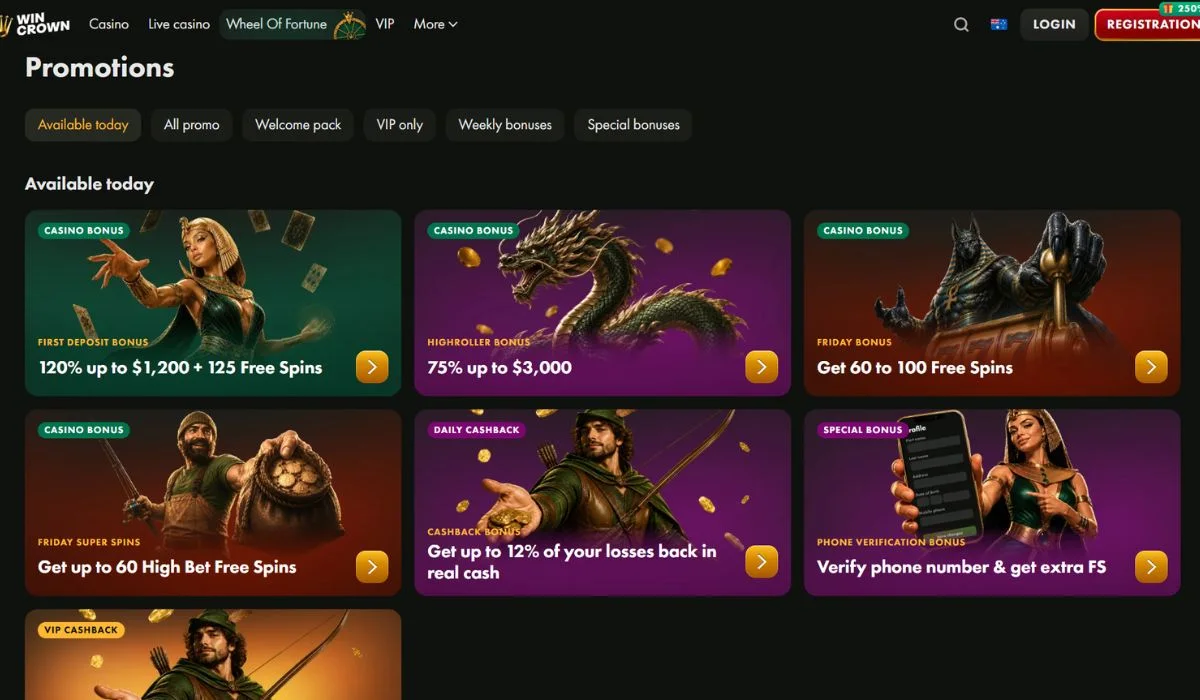 WIN
CROWN
Casino
Live casino
Wheel Of Fortune
VIP
More
LOGIN
250%
REGISTRATION
Promotions
Available today
All promo
Welcome pack
VIP only
Weekly bonuses
Special bonuses
Available today
CASINO BONUS
FIRST DEPOSIT BONUS
120% up to $1,200 + 125 Free Spins
CASINO BONUS
HIGHROLLER BONUS
75% up to $3,000
CASINO BONUS
FRIDAY BONUS
Get 60 to 100 Free Spins
CASINO BONUS
FRIDAY SUPER SPINS
Get up to 60 High Bet Free Spins
DAILY CASHBACK
CASHBACK BONUS
Get up to 12% of your losses back in
real cash
SPECIAL BONUS
Last name
Address
PHONE VERIFICATION BONUS
Verify phone number & get extra FS
VIP CASHBACK